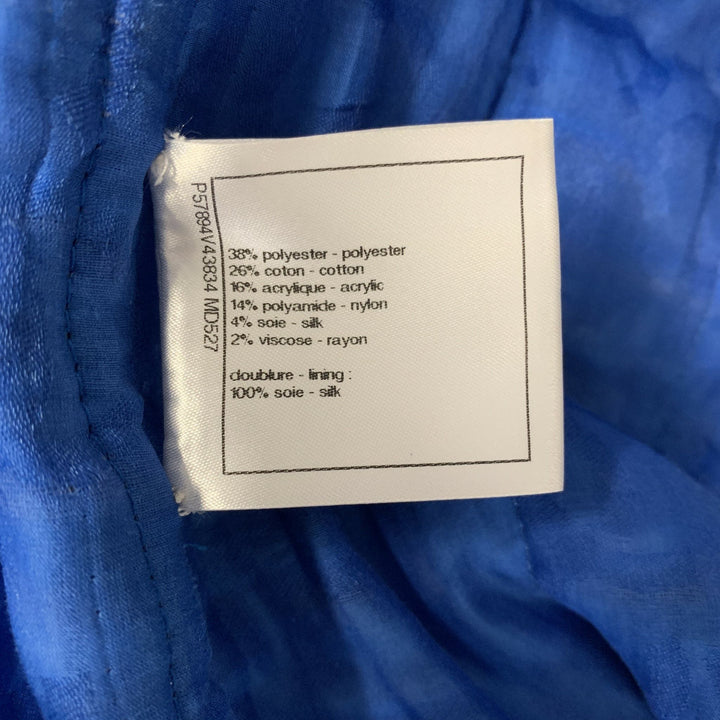 P57894V43834 MD527
38% polyester - polyester
26% coton - cotton
16% acrylique - acrylic
14% polyamide - nylon
4% soie - silk
2% viscose - rayon
doublure - lining :
100% soie - silk